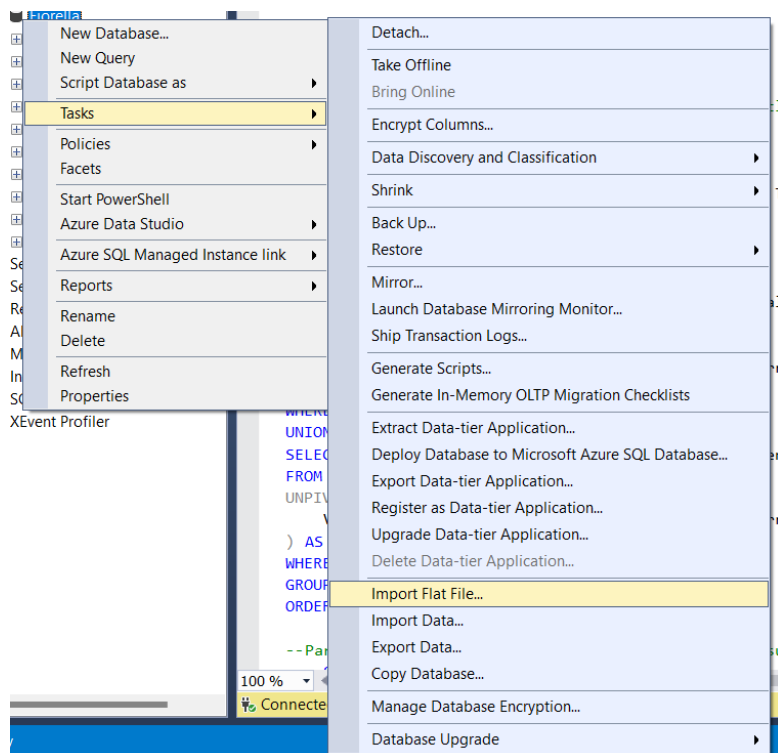 Fiorella
New Database...
New Query
Script Database as
Tasks
Policies
Facets
Start PowerShell
Azure Data Studio
Azure SQL Managed Instance link
Reports
Rename
Delete
Refresh
Properties
XEvent Profiler
Detach...
Take Offline
Bring Online
Encrypt Columns...
Data Discovery and Classification
Shrink
Back Up...
Restore
Mirror...
Launch Database Mirroring Monitor...
Ship Transaction Logs...
Generate Scripts...
Generate In-Memory OLTP Migration Checklists
Extract Data-tier Application...
Deploy Database to Microsoft Azure SQL Database...
Export Data-tier Application...
Register as Data-tier Application...
Upgrade Data-tier Application...
Delete Data-tier Application...
Import Flat File...
Import Data...
Export Data...
Copy Database...
Manage Database Encryption...
Database Upgrade
WHERE
UNION
SELEC
FROM
UNPIV
) AS
WHERE
GROUP
ORDER
--Par
100 %
Connecte